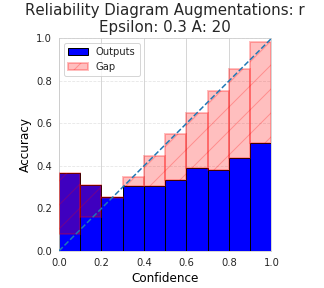 Reliability Diagram Augmentations: r
Epsilon: 0.3 A: 20
Outputs
Gap
Accuracy
1.0
0.8
0.6
0.4
0.2
0.0
0.0 0.2 0.4 0.6 0.8 1.0
Confidence